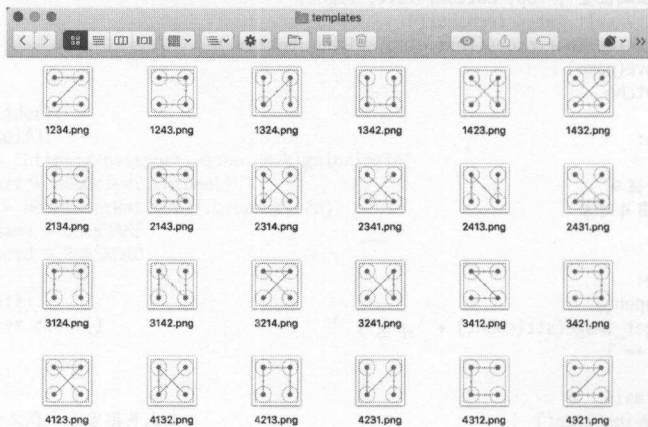 templates
1234.png 1243.png 1324.png 1342.png 1423.png 1432.png
2134.png 2143.png 2314.png 2341.png 2413.png 2431.png
3124.png 3142.png 3214.png 3241.png 3412.png 3421.png
4123.png 4132.png 4213.png 4231.png 4312.png 4321.png